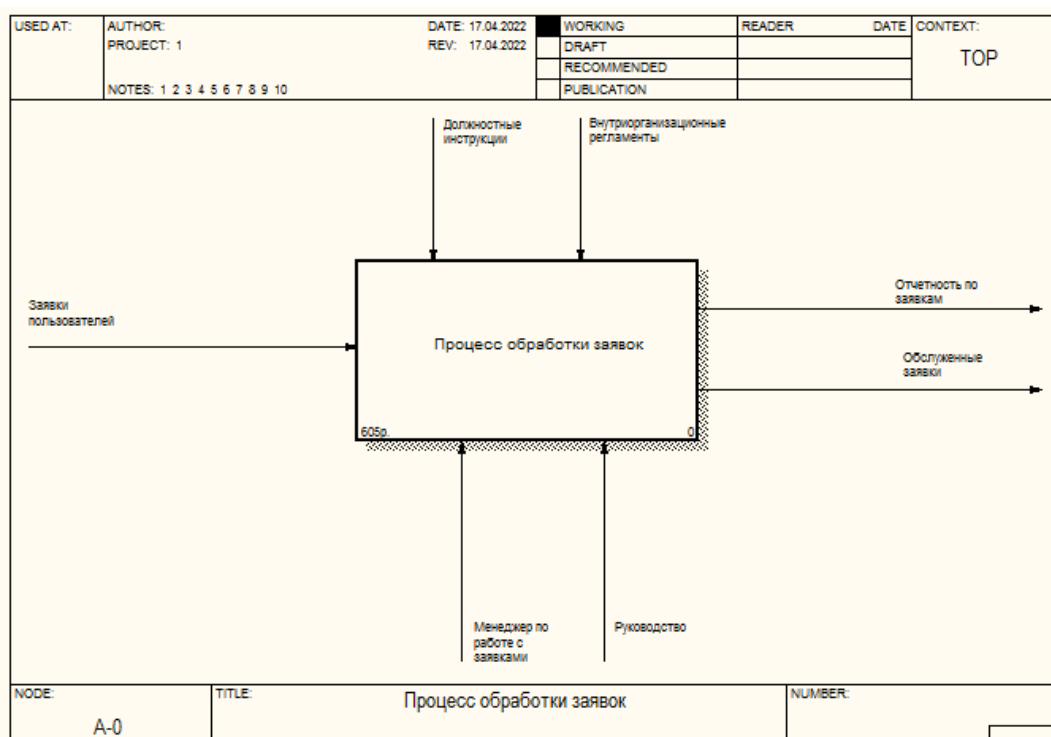 USED AT:
AUTHOR:
DATE: 17.04.2022
WORKING
READER
DATE
CONTEXT:
PROJECT: 1
REV: 17.04.2022
DRAFT
TOP
RECOMMENDED
NOTES: 1 2 3 4 5 6 7 8 9 10
PUBLICATION
Должностные
инструкции
Внутриорганизационные
регламенты
Заявки
пользователей
Процесс обработки заявок
Отчетность по
заявкам
Обслуженные
заявки
605р.
0
Менеджер по
работе с
заявками
Руководство
NODE:
A-0
TITLE:
Процесс обработки заявок
NUMBER: